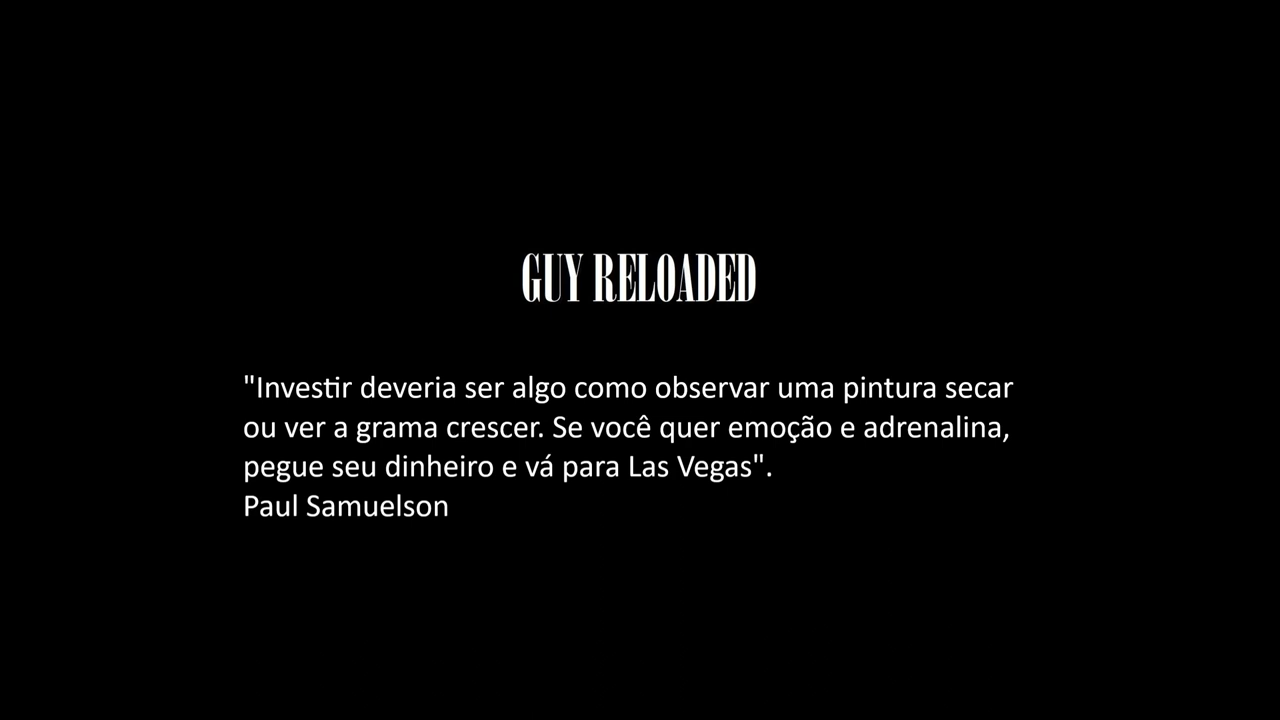 GUY RELOADED
"Investir deveria ser algo como observar uma pintura secar
ou ver a grama crescer. Se você quer emoção e adrenalina,
pegue seu dinheiro e vá para Las Vegas".
Paul Samuelson